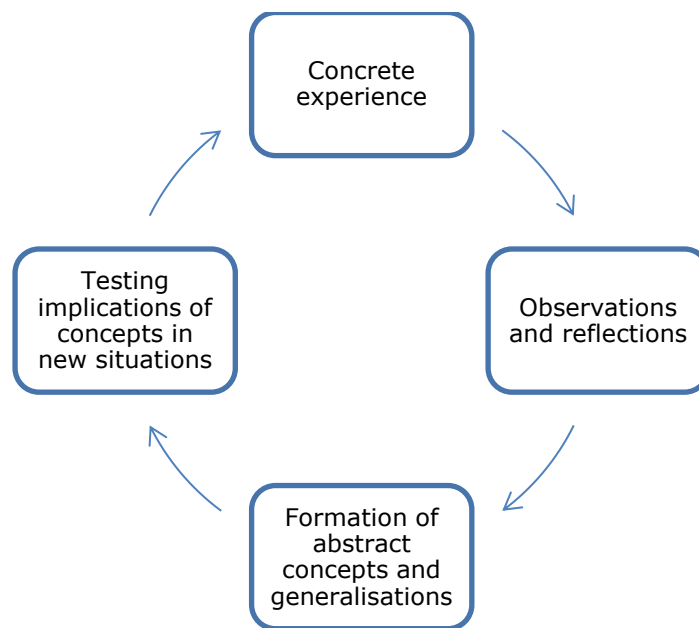 Concrete
experience
Observations
and reflections
Formation of
abstract
concepts and
generalisations
Testing
implications of
concepts in
new situations